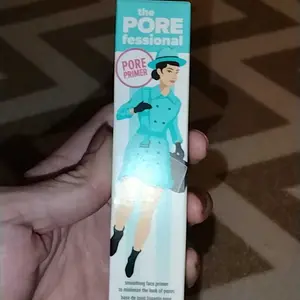 the
PORE
fessional
PORE
PRIMER
smoothing face primer
to minimize the look of pores